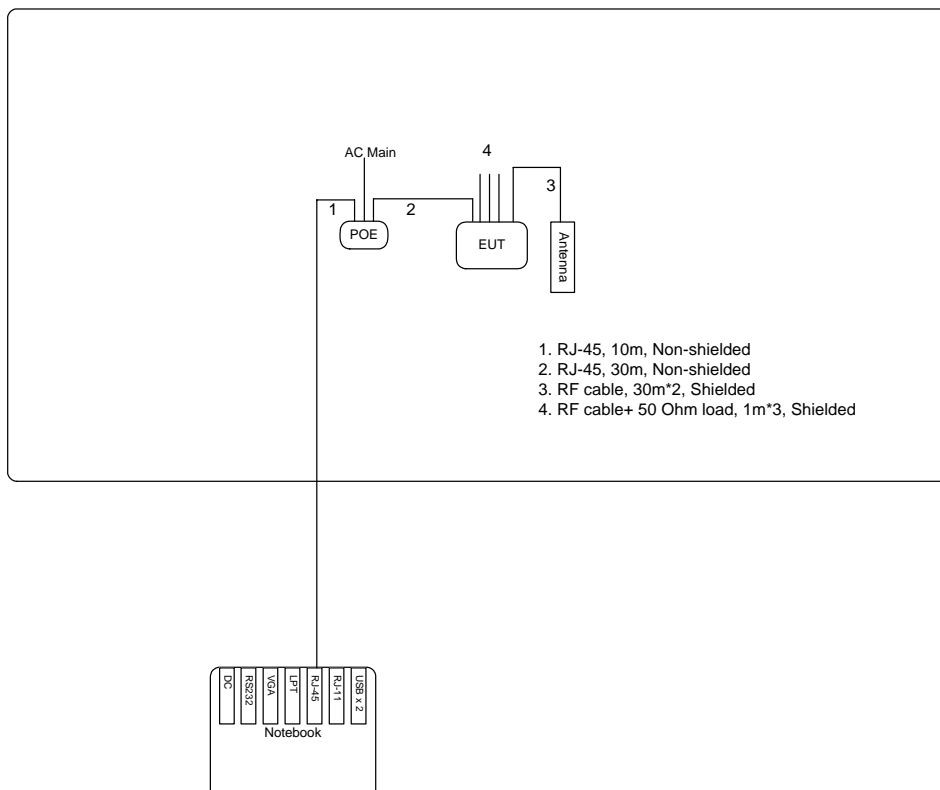 AC Main
4
3
1
2
POE
EUT
Antenna
1. RJ-45, 10m, Non-shielded
2. RJ-45, 30m, Non-shielded
3. RF cable, 30m*2, Shielded
4. RF cable+ 50 Ohm load, 1m*3, Shielded
DC
RS232
VGA
LPT
RJ-45
RJ-11
USB x 2
Notebook